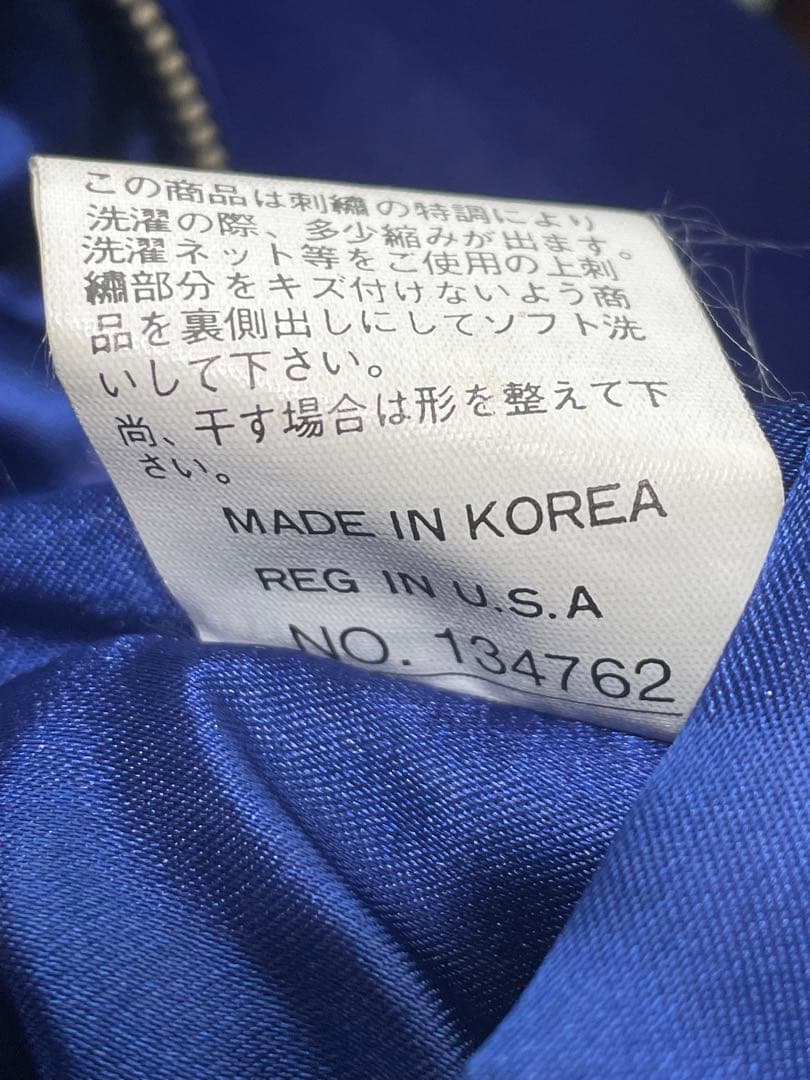 この商品は刺繍の特調により
洗濯の際、多少縮みが出ます。
洗濯ネット等をご使用の上刺
繍部分をキズ付けないよう商
品を裏側出しにしてソフト洗
いして下さい。
尚、干す場合は形を整えて下
さい。
MADE IN KOREA
REG IN U.S.A
NO. 134762